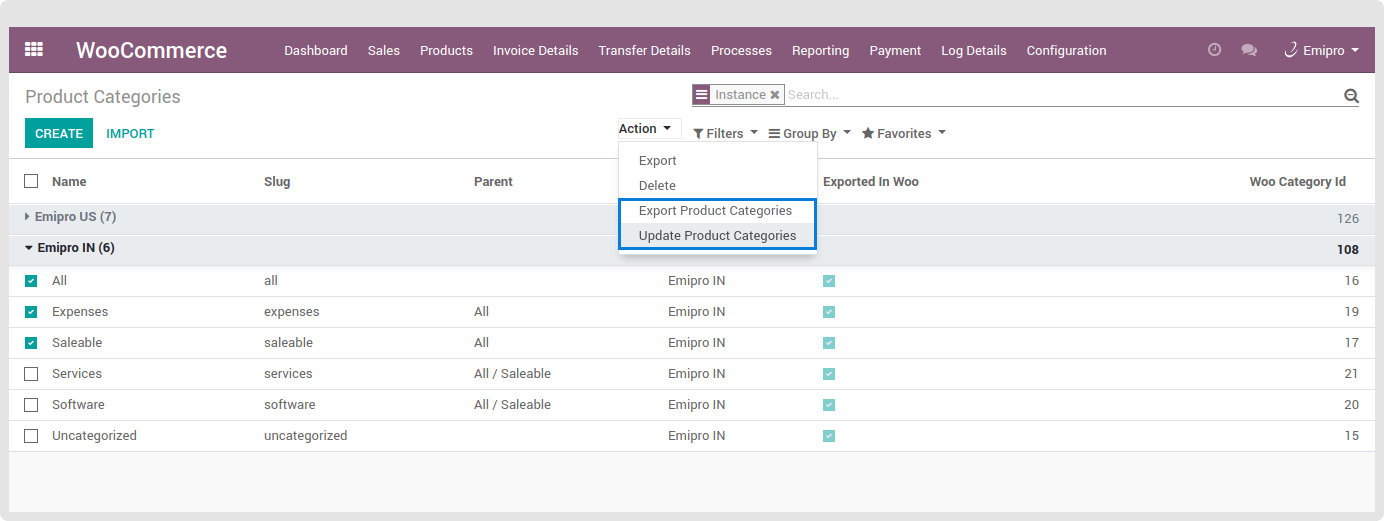 WooCommerce Dashboard Sales Products Invoice Details Transfer Details Processes Reporting Payment Log Details Configuration Emipro
Product Categories Instance Search...
CREATE IMPORT Action Filters Group By Favorites
Export
Delete
Export Product Categories
Update Product Categories
Name Slug Parent Exported In Woo Woo Category Id
Emipro US (7) 126
Emipro IN (6) 108
All all Emipro IN 16
Expenses expenses All Emipro IN 19
Saleable saleable All Emipro IN 17
Services services All / Saleable Emipro IN 21
Software software All / Saleable Emipro IN 20
Uncategorized uncategorized Emipro IN 15